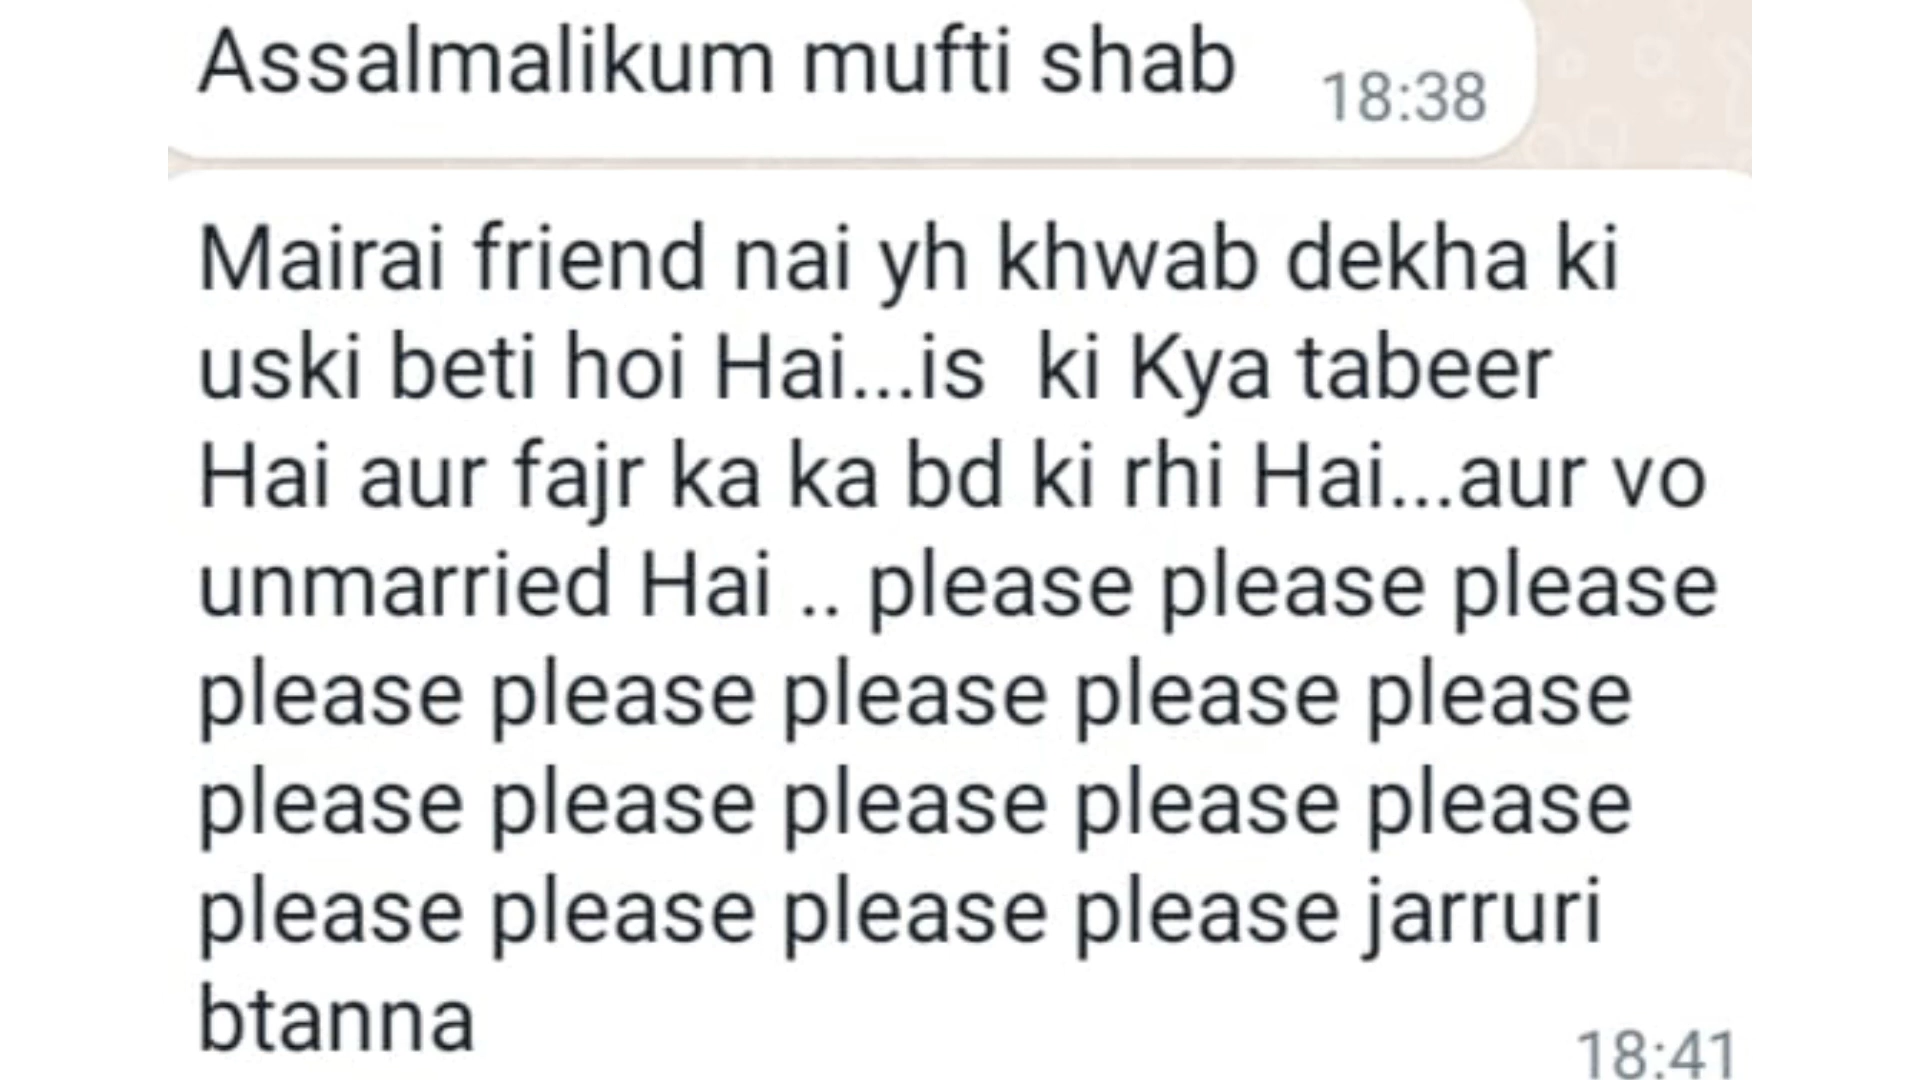 Assalmalikum mufti shab 18:38
Mairai friend nai yh khwab dekha ki
uski beti hoi Hai...is  ki Kya tabeer
Hai aur fajr ka ka bd ki rhi Hai...aur vo
unmarried Hai .. please please please
please please please please please
please please please please please
please please please please jarruri
btanna 18:41